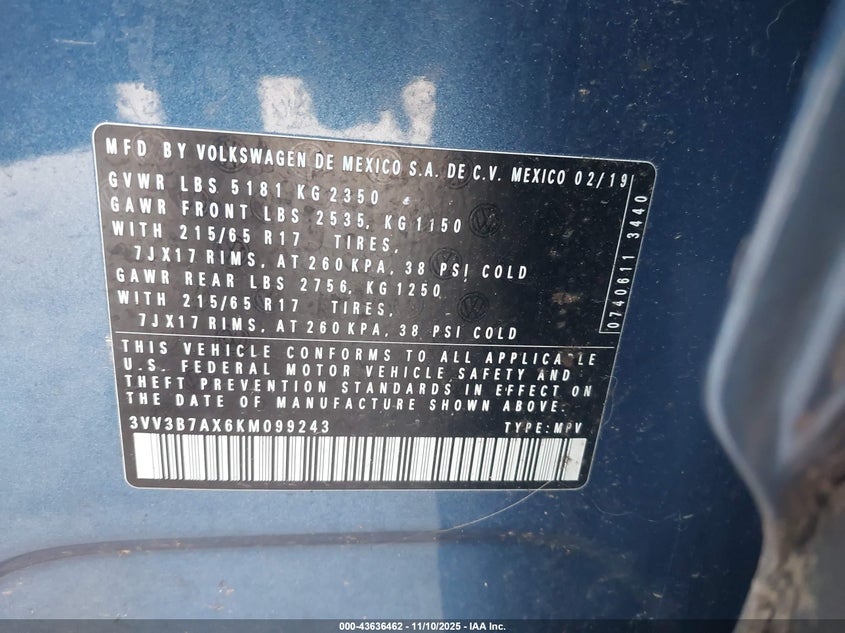 MFD BY VOLKSWAGEN DE MEXICO S.A. DE C.V. MEXICO 02/19
GVWR LBS 5181 KG 2350
GAWR FRONT LBS 2535, KG 1150
WITH 215/65 R17 TIRES,
7JX17 RIMS, AT 260 KPA, 38 PSI COLD
GAWR REAR LBS 2756, KG 1250
WITH 215/65 R17 TIRES,
7JX17 RIMS, AT 260 KPA, 38 PSI COLD
0740611 3440
THIS VEHICLE CONFORMS TO ALL APPLICABLE
U.S. FEDERAL MOTOR VEHICLE SAFETY AND
THEFT PREVENTION STANDARDS IN EFFECT ON
THE DATE OF MANUFACTURE SHOWN ABOVE.
3VV3B7AX6KM099243 TYPE: MPV
000-43636462 - 11/10/2025 - IAA Inc.